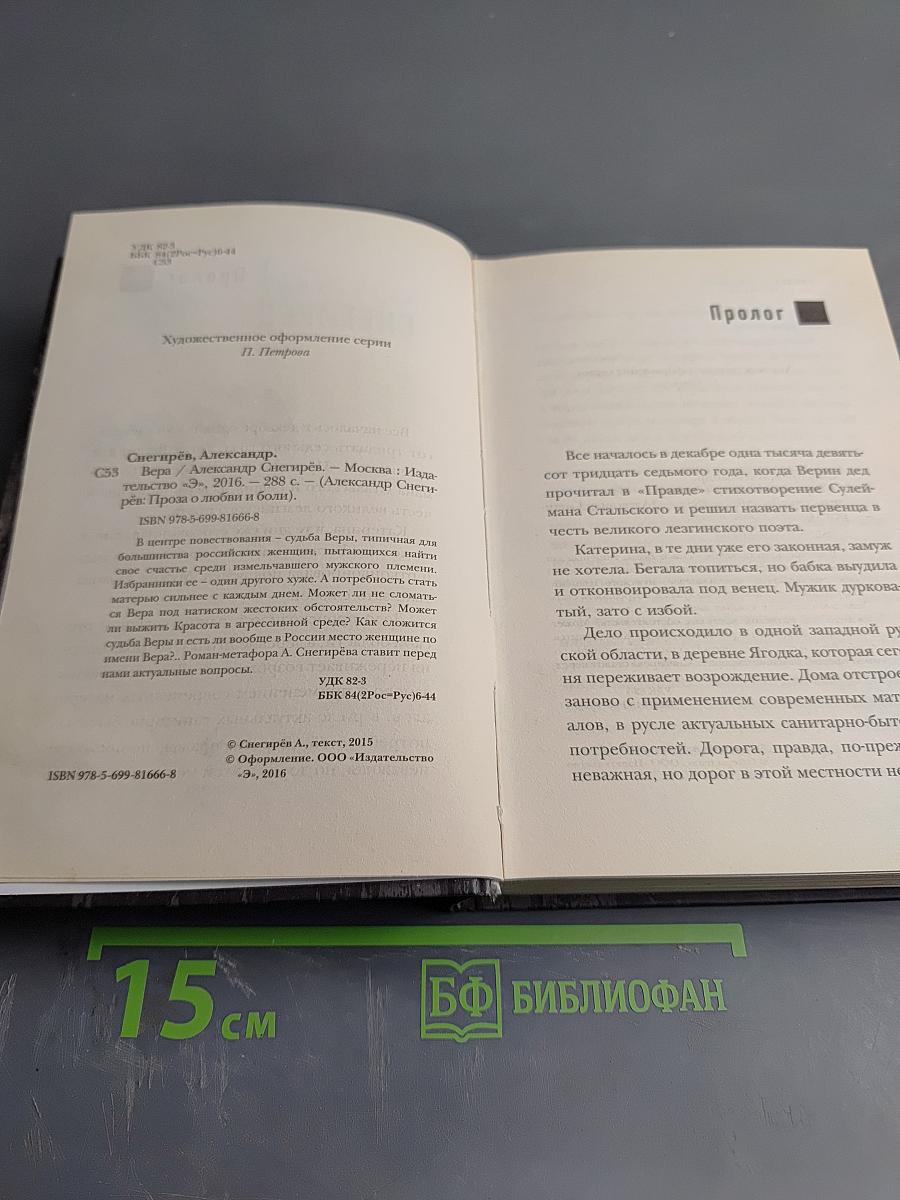 УДК 82-3
ББК 84(2Рос=Рус)6-44
С53
Художественное оформление серии
П. Петрова
Снегирёв, Александр.
С53 Вера / Александр Снегирёв. — Москва : Изда-
тельство «Э», 2016. — 288 с. — (Александр Снеги-
рёв: Проза о любви и боли).
ISBN 978-5-699-81666-8
В центре повествования – судьба Веры, типичная для
большинства российских женщин, пытающихся найти
свое счастье среди измельчавшего мужского племени.
Избранники ее – один другого хуже. А потребность стать
матерью сильнее с каждым днем. Может ли не сломать-
ся Вера под натиском жестоких обстоятельств? Может
ли выжить Красота в агрессивной среде? Как сложится
судьба Веры и есть ли вообще в России место женщине по
имени Вера?.. Роман-метафора А. Снегирёва ставит перед
нами актуальные вопросы.
УДК 82-3
ББК 84(2Рос=Рус)6-44
© Снегирёв А., текст, 2015
© Оформление. ООО «Издательство
ISBN 978-5-699-81666-8 «Э», 2016
Пролог
Все началось в декабре одна тысяча девять-
сот тридцать седьмого года, когда Верин дед
прочитал в «Правде» стихотворение Сулей-
мана Стальского и решил назвать первенца в
честь великого лезгинского поэта.
Катерина, в те дни уже его законная, замуж
не хотела. Бегала топиться, но бабка выудила
и отконвоировала под венец. Мужик дуркова-
тый, зато с избой.
Дело происходило в одной западной ру
ской области, в деревне Ягодка, которая сег
ня переживает возрождение. Дома отстрое
заново с применением современных мат
алов, в русле актуальных санитарно-быт
потребностей. Дорога, правда, по-преж
неважная, но дорог в этой местности не
15 см
БФ БИБЛИОФАН